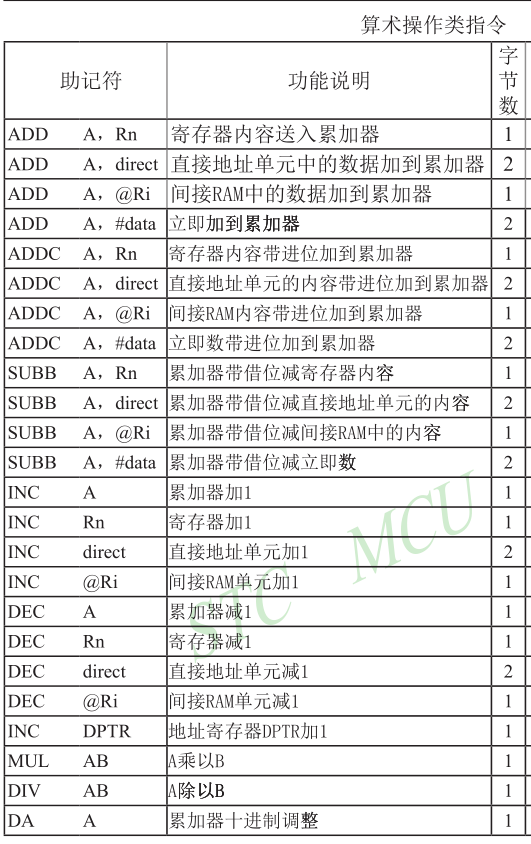 算术操作类指令
助记符 功能说明 字节数
ADD A，Rn 寄存器内容送入累加器 1
ADD A，direct 直接地址单元中的数据加到累加器 2
ADD A，@Ri 间接RAM中的数据加到累加器 1
ADD A，#data 立即加到累加器 2
ADDC A，Rn 寄存器内容带进位加到累加器 1
ADDC A，direct 直接地址单元的内容带进位加到累加器 2
ADDC A，@Ri 间接RAM内容带进位加到累加器 1
ADDC A，#data 立即数带进位加到累加器 2
SUBB A，Rn 累加器带借位减寄存器内容 1
SUBB A，direct 累加器带借位减直接地址单元的内容 2
SUBB A，@Ri 累加器带借位减间接RAM中的内容 1
SUBB A，#data 累加器带借位减立即数 2
INC A 累加器加1 1
INC Rn 寄存器加1 1
INC direct 直接地址单元加1 2
INC @Ri 间接RAM单元加1 1
DEC A 累加器减1 1
DEC Rn 寄存器减1 1
DEC direct 直接地址单元减1 2
DEC @Ri 间接RAM单元减1 1
INC DPTR 地址寄存器DPTR加1 1
MUL AB A乘以B 1
DIV AB A除以B 1
DA A 累加器十进制调整 1
STC MCU